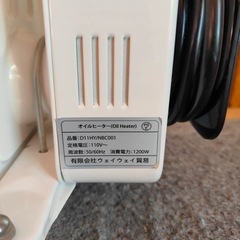 オイルヒーター(Oil Heater)
品番：D11HY/NBC001
定格電圧：110V～
周波数：50/60Hz　消費電力：1200W
有限会社ウェイウェイ貿易